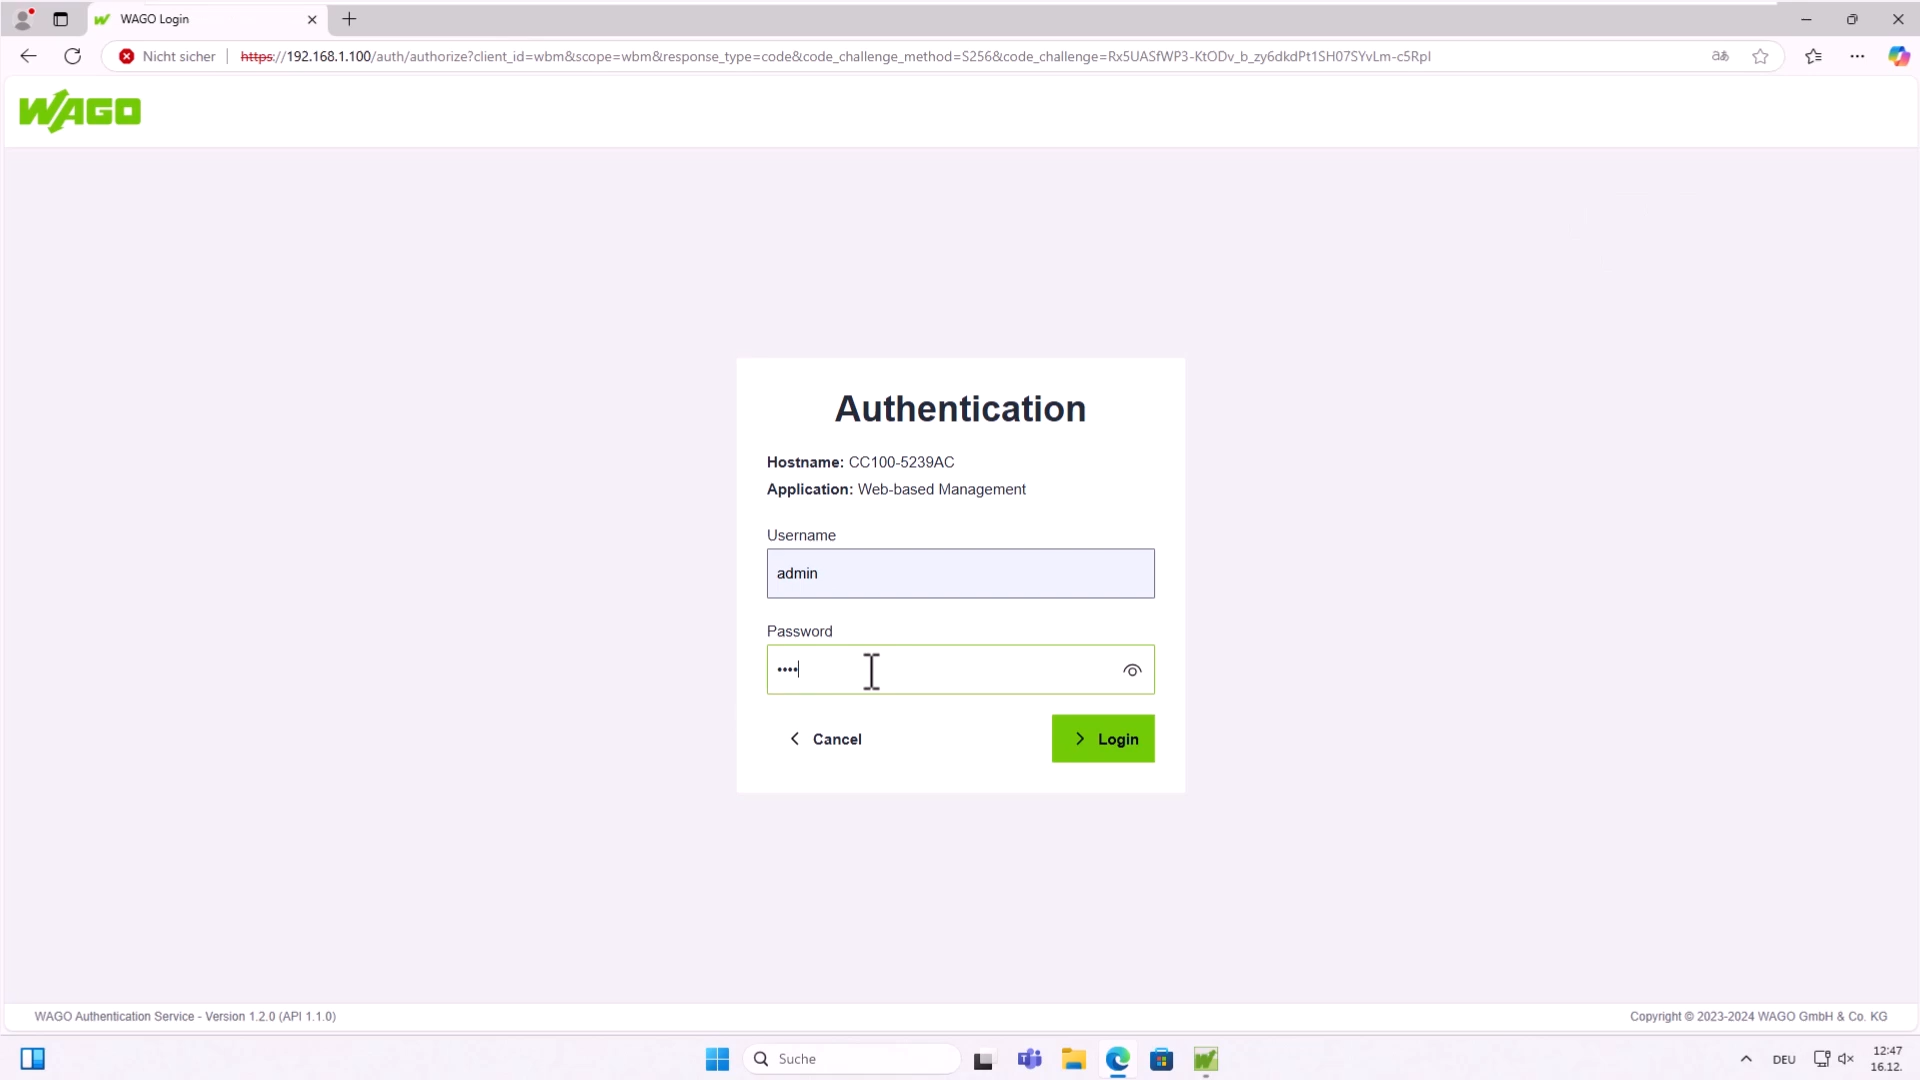 WAGO Login
Nicht sicher
https://192.168.1.100/auth/authorize?client_id=wbm&scope=wbm&response_type=code&code_challenge_method=S256&code_challenge=Rx5UASfWP3-KtODv_b_zy6dkdPt1SH07SYvLm-c5RpI
WAGO
Authentication
Hostname: CC100-5239AC
Application: Web-based Management
Username
admin
Password
••••
Cancel
Login
WAGO Authentication Service - Version 1.2.0 (API 1.1.0)
Copyright © 2023-2024 WAGO GmbH & Co. KG
Suche
DEU
12:47
16.12.